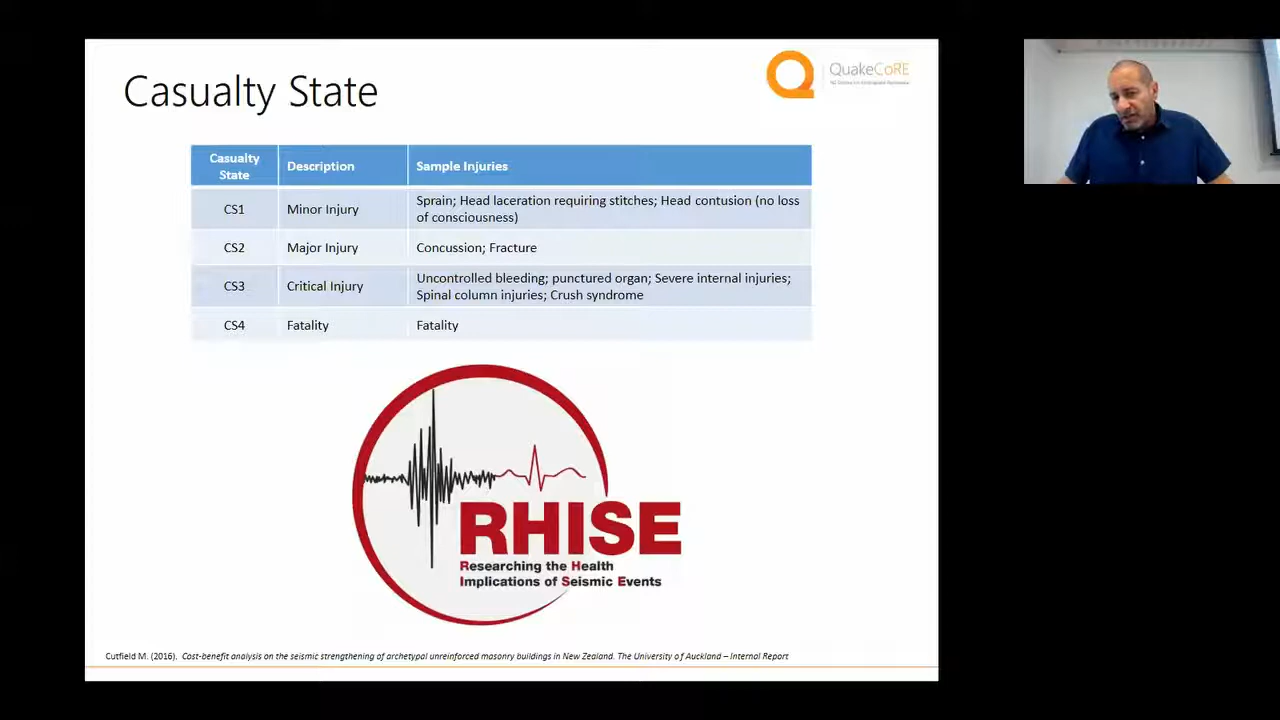 Casualty State
QuakeCoRE
Casualty State
Description
Sample Injuries
CS1
Minor Injury
Sprain; Head laceration requiring stitches; Head contusion (no loss
of consciousness)
CS2
Major Injury
Concussion; Fracture
CS3
Critical Injury
Uncontrolled bleeding; punctured organ; Severe internal injuries;
Spinal column injuries; Crush syndrome
CS4
Fatality
Fatality
RHISE
Researching the Health
Implications of Seismic Events
Cutfield M. (2016). Cost-benefit analysis on the seismic strengthening of archetypal unreinforced masonry buildings in New Zealand. The University of Auckland – Internal Report